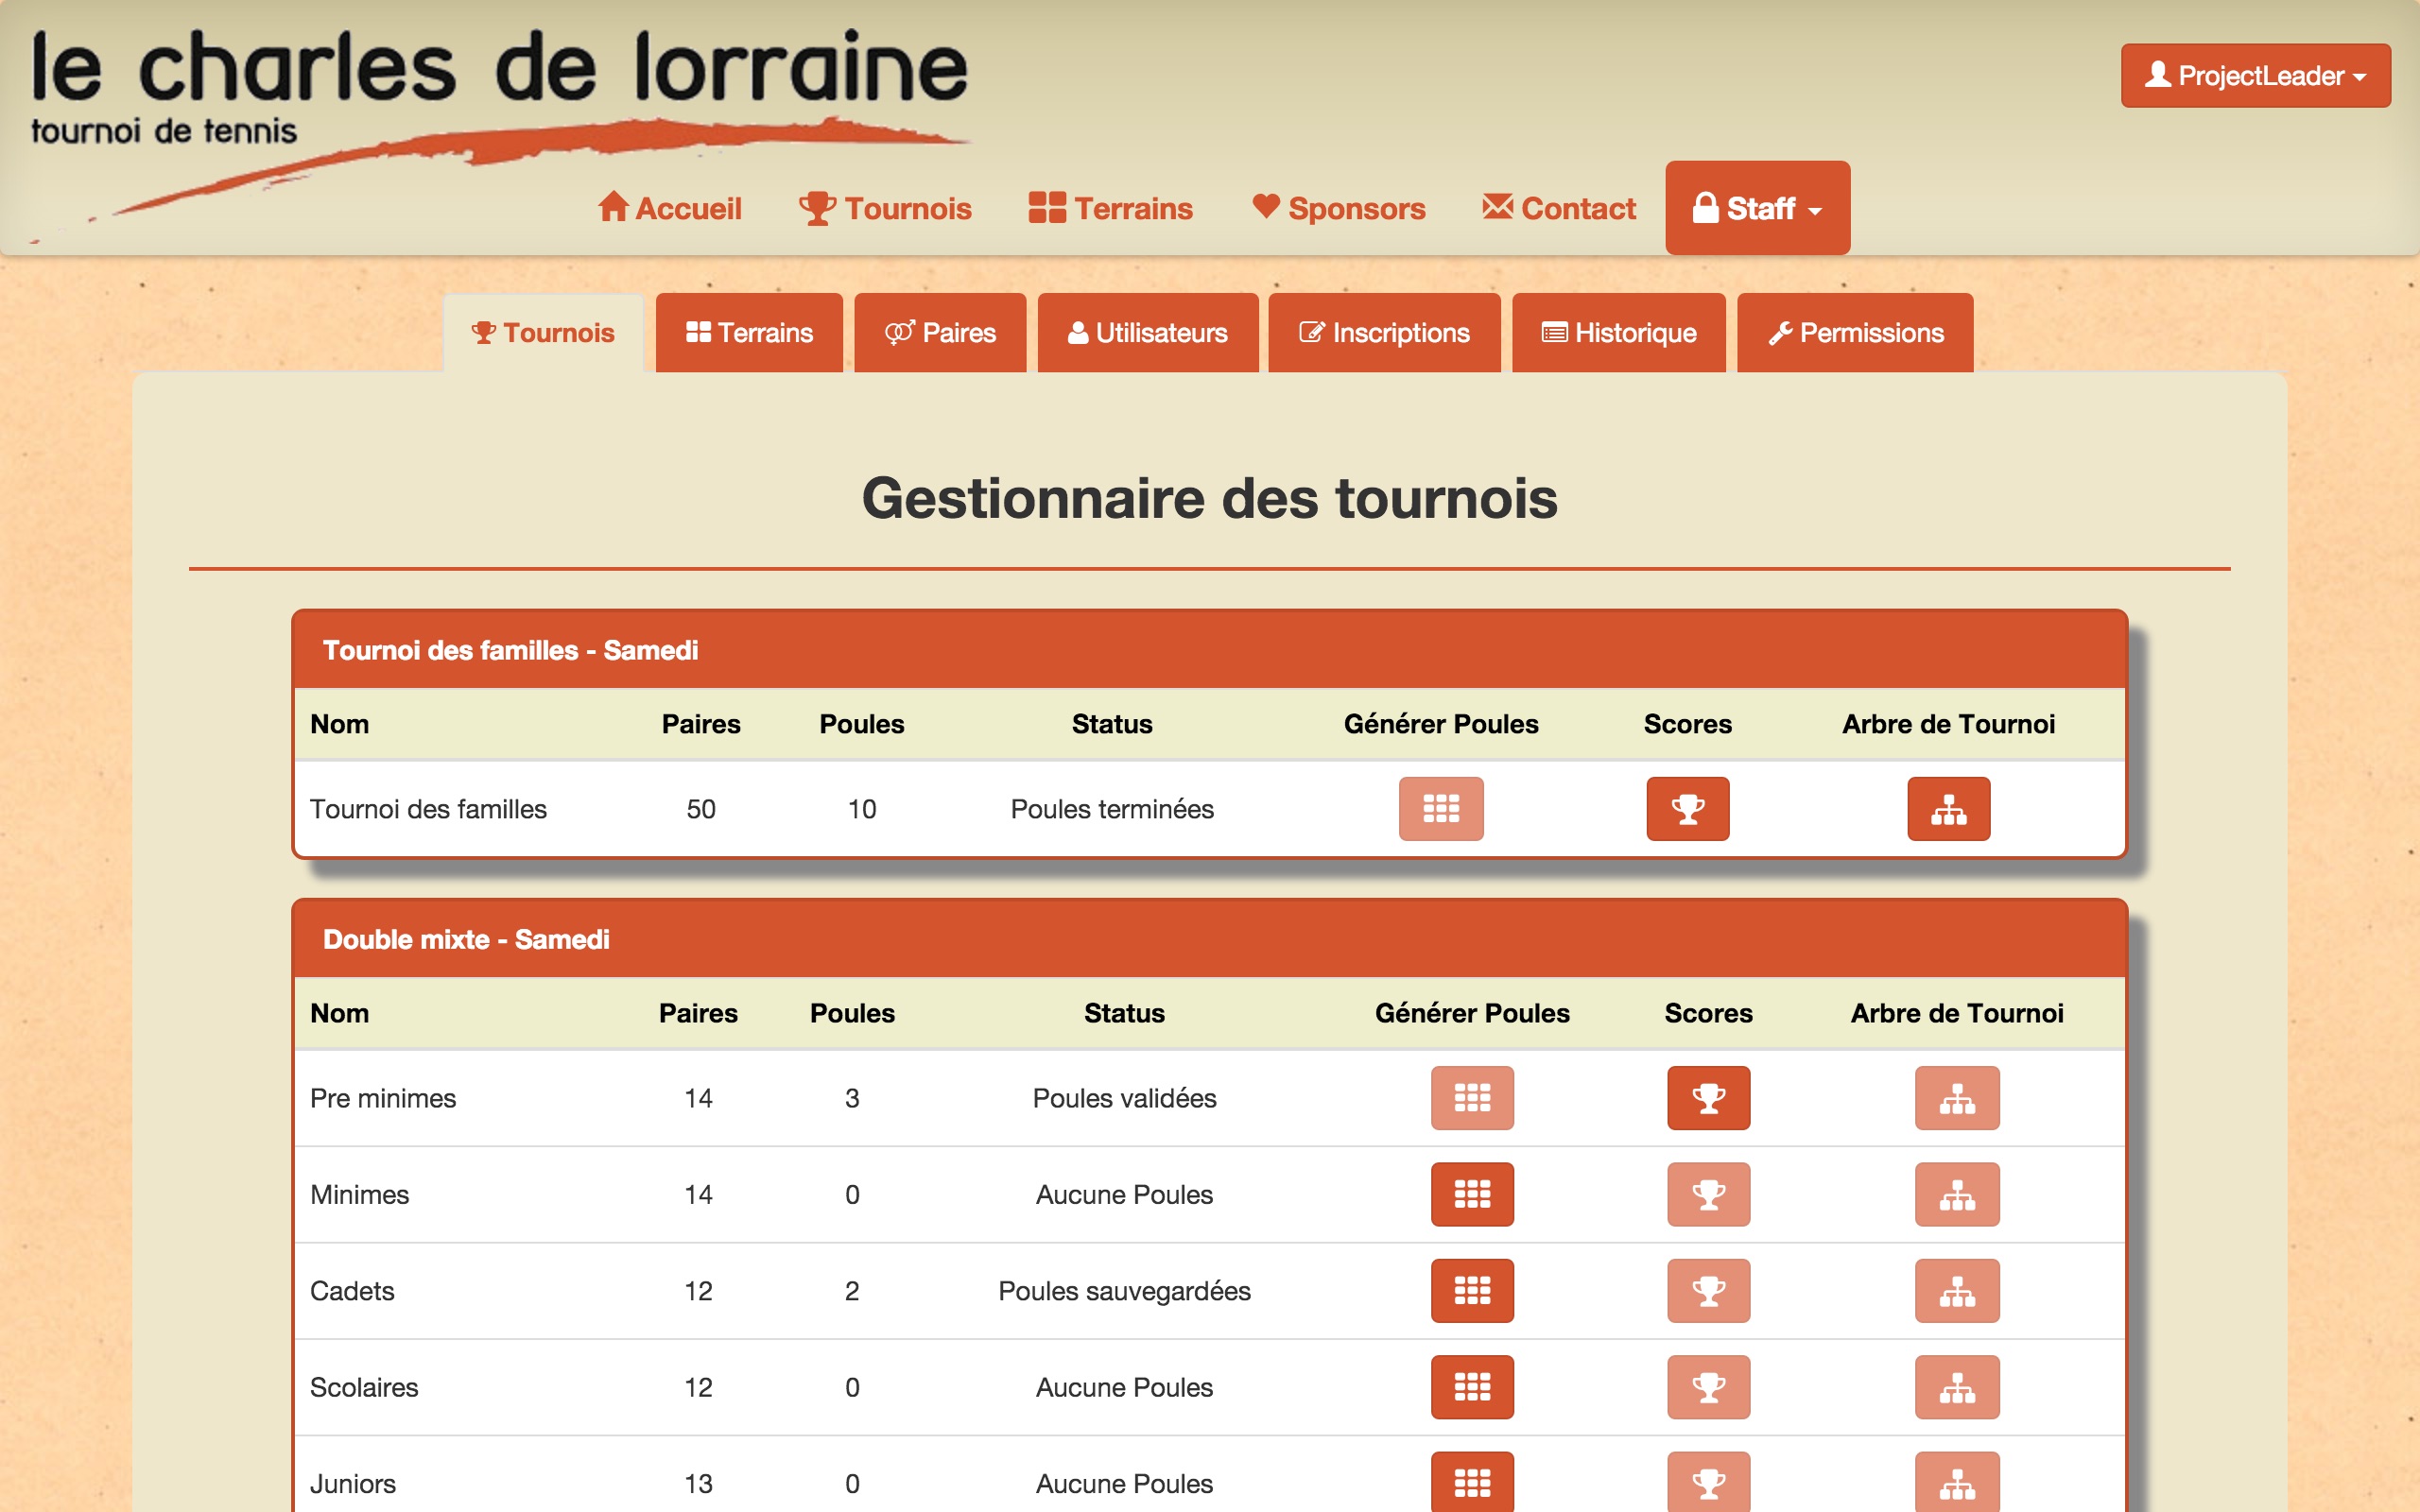 le charles de lorraine
tournoi de tennis
ProjectLeader
Accueil Tournois Terrains Sponsors Contact Staff
Tournois Terrains Paires Utilisateurs Inscriptions Historique Permissions
Gestionnaire des tournois
Tournoi des familles - Samedi
Nom Paires Poules Status Générer Poules Scores Arbre de Tournoi
Tournoi des familles 50 10 Poules terminées
Double mixte - Samedi
Nom Paires Poules Status Générer Poules Scores Arbre de Tournoi
Pre minimes 14 3 Poules validées
Minimes 14 0 Aucune Poules
Cadets 12 2 Poules sauvegardées
Scolaires 12 0 Aucune Poules
Juniors 13 0 Aucune Poules